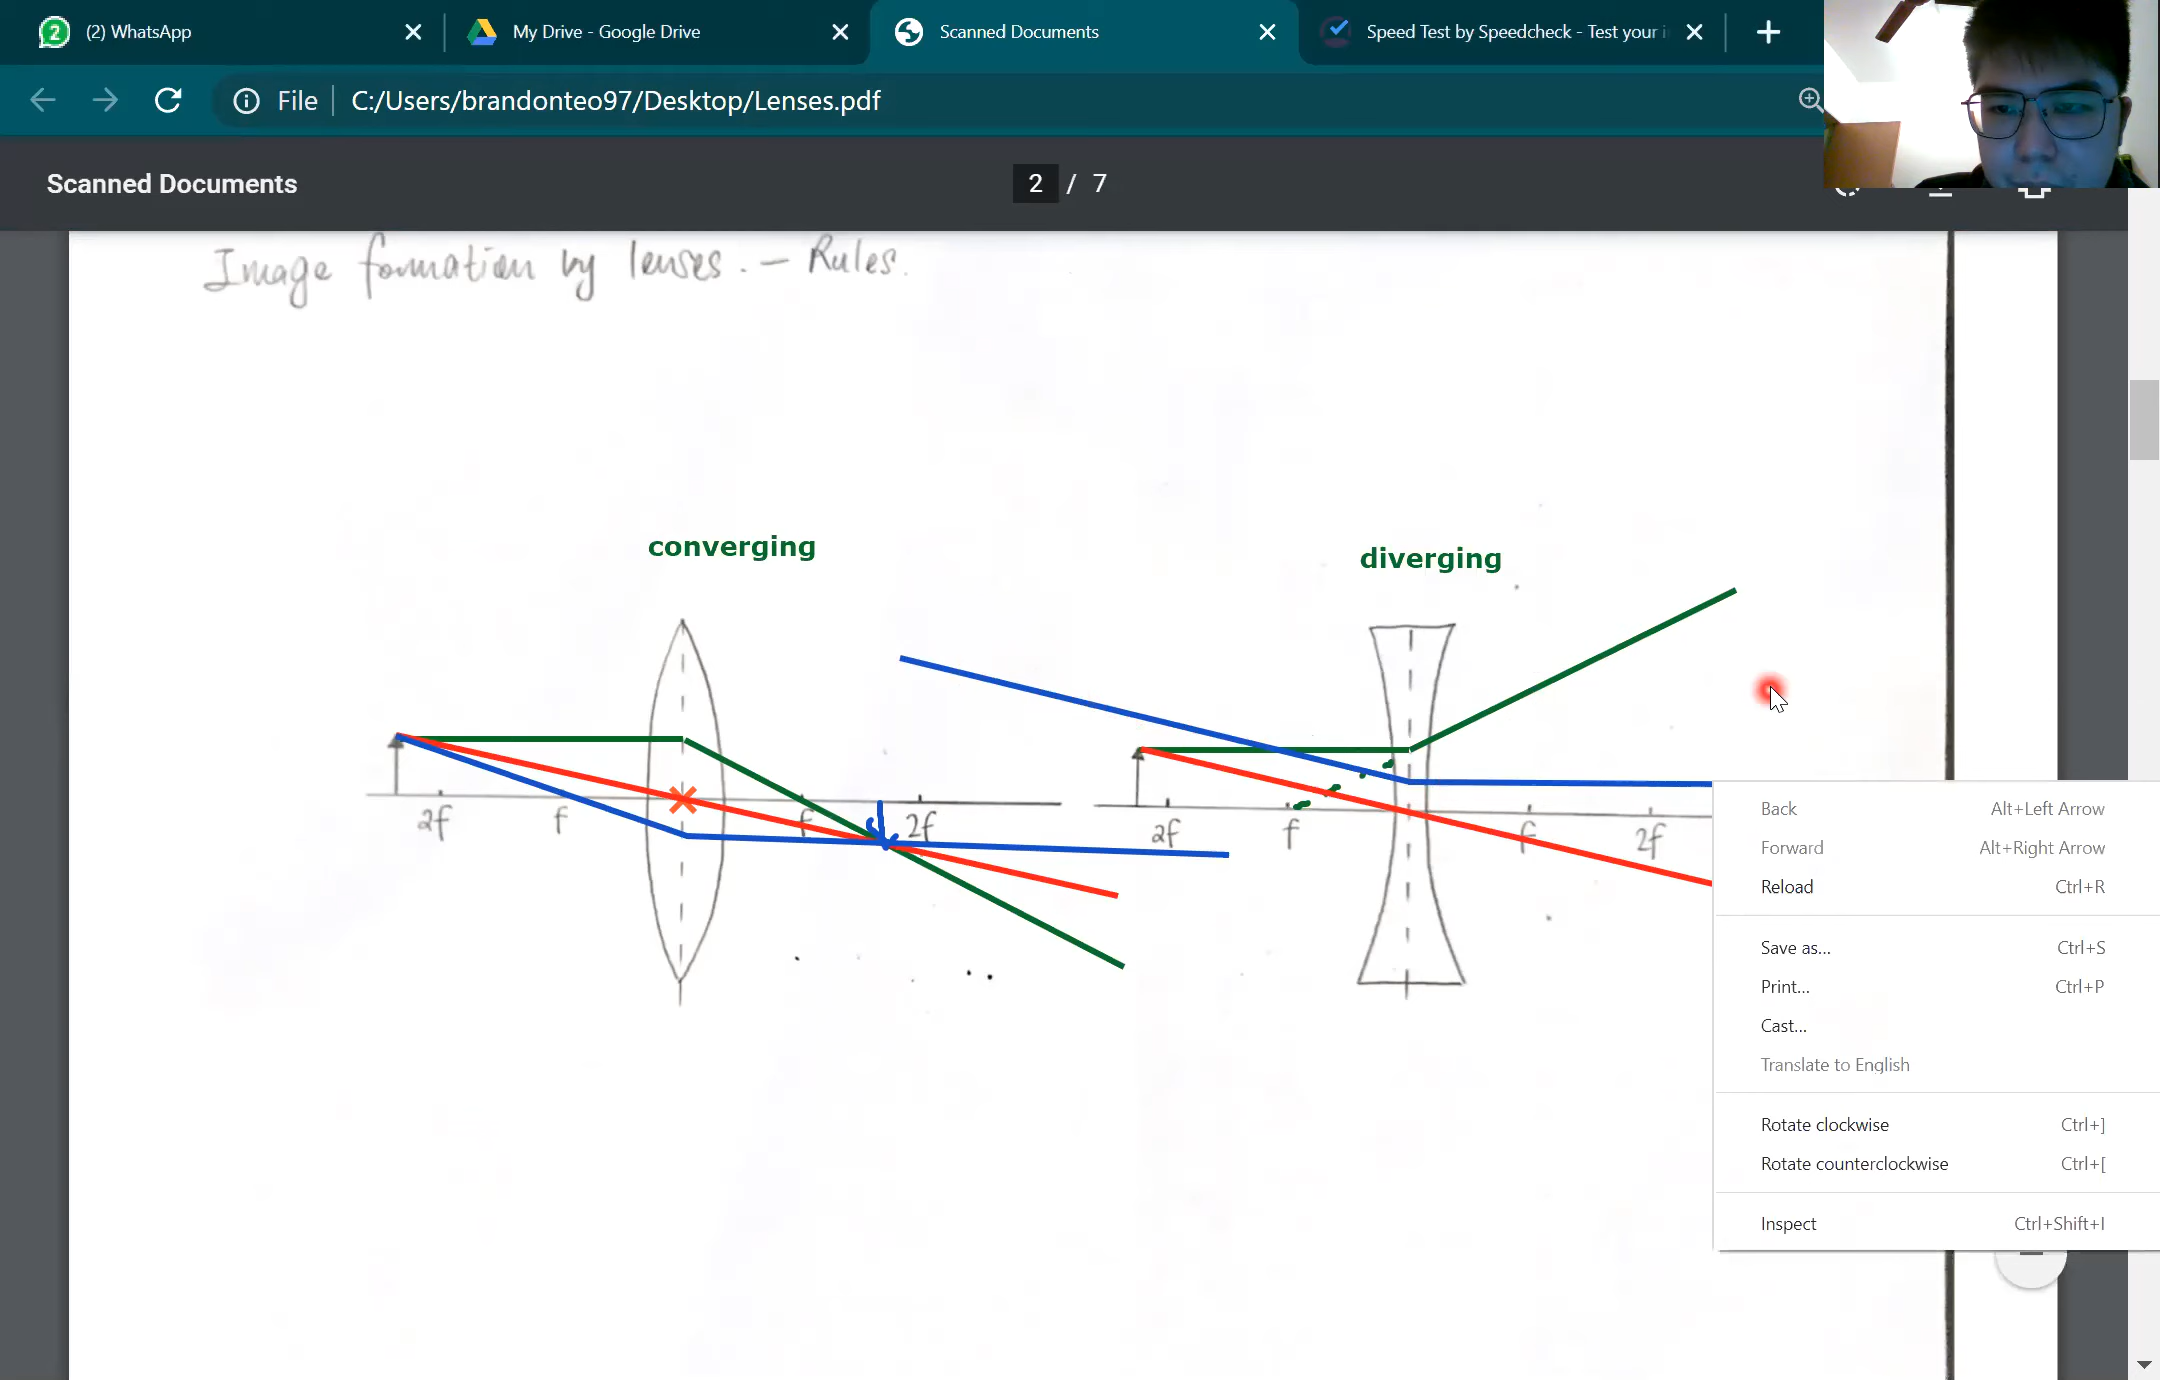 (2) WhatsApp
My Drive - Google Drive
Scanned Documents
Speed Test by Speedcheck - Test your i
File
C:/Users/brandonteo97/Desktop/Lenses.pdf
Scanned Documents
2 / 7
Image formation by lenses. — Rules.
converging
diverging
2f f f 2f
2f f f 2f
Back Alt+Left Arrow
Forward Alt+Right Arrow
Reload Ctrl+R
Save as... Ctrl+S
Print... Ctrl+P
Cast...
Translate to English
Rotate clockwise Ctrl+]
Rotate counterclockwise Ctrl+[
Inspect Ctrl+Shift+I